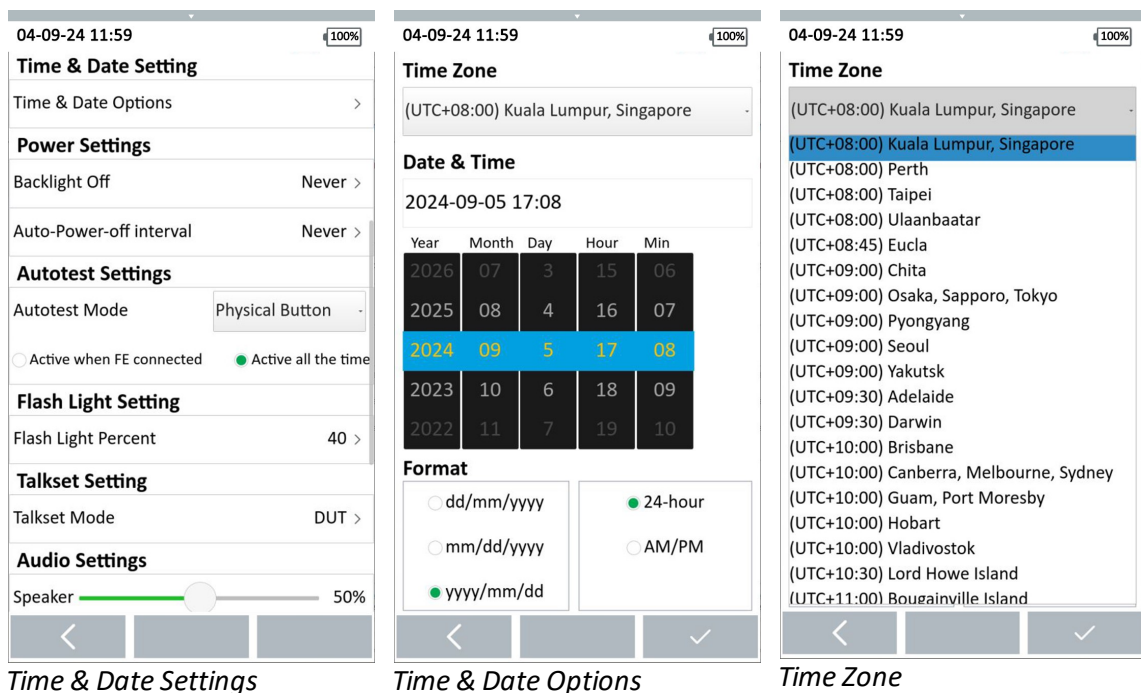 04-09-24 11:59
100%
Time & Date Setting
Time & Date Options >
Power Settings
Backlight Off Never >
Auto-Power-off interval Never >
Autotest Settings
Autotest Mode Physical Button
Active when FE connected Active all the time
Flash Light Setting
Flash Light Percent 40 >
Talkset Setting
Talkset Mode DUT >
Audio Settings
Speaker 50%
Time & Date Settings
04-09-24 11:59
100%
Time Zone
(UTC+08:00) Kuala Lumpur, Singapore
Date & Time
2024-09-05 17:08
Year Month Day Hour Min
2026 07 3 15 06
2025 08 4 16 07
2024 09 5 17 08
2023 10 6 18 09
2022 11 7 19 10
Format
dd/mm/yyyy 24-hour
mm/dd/yyyy AM/PM
yyyy/mm/dd
Time & Date Options
04-09-24 11:59
100%
Time Zone
(UTC+08:00) Kuala Lumpur, Singapore
(UTC+08:00) Kuala Lumpur, Singapore
(UTC+08:00) Perth
(UTC+08:00) Taipei
(UTC+08:00) Ulaanbaatar
(UTC+08:45) Eucla
(UTC+09:00) Chita
(UTC+09:00) Osaka, Sapporo, Tokyo
(UTC+09:00) Pyongyang
(UTC+09:00) Seoul
(UTC+09:00) Yakutsk
(UTC+09:30) Adelaide
(UTC+09:30) Darwin
(UTC+10:00) Brisbane
(UTC+10:00) Canberra, Melbourne, Sydney
(UTC+10:00) Guam, Port Moresby
(UTC+10:00) Hobart
(UTC+10:00) Vladivostok
(UTC+10:30) Lord Howe Island
(UTC+11:00) Bougainville Island
Time Zone